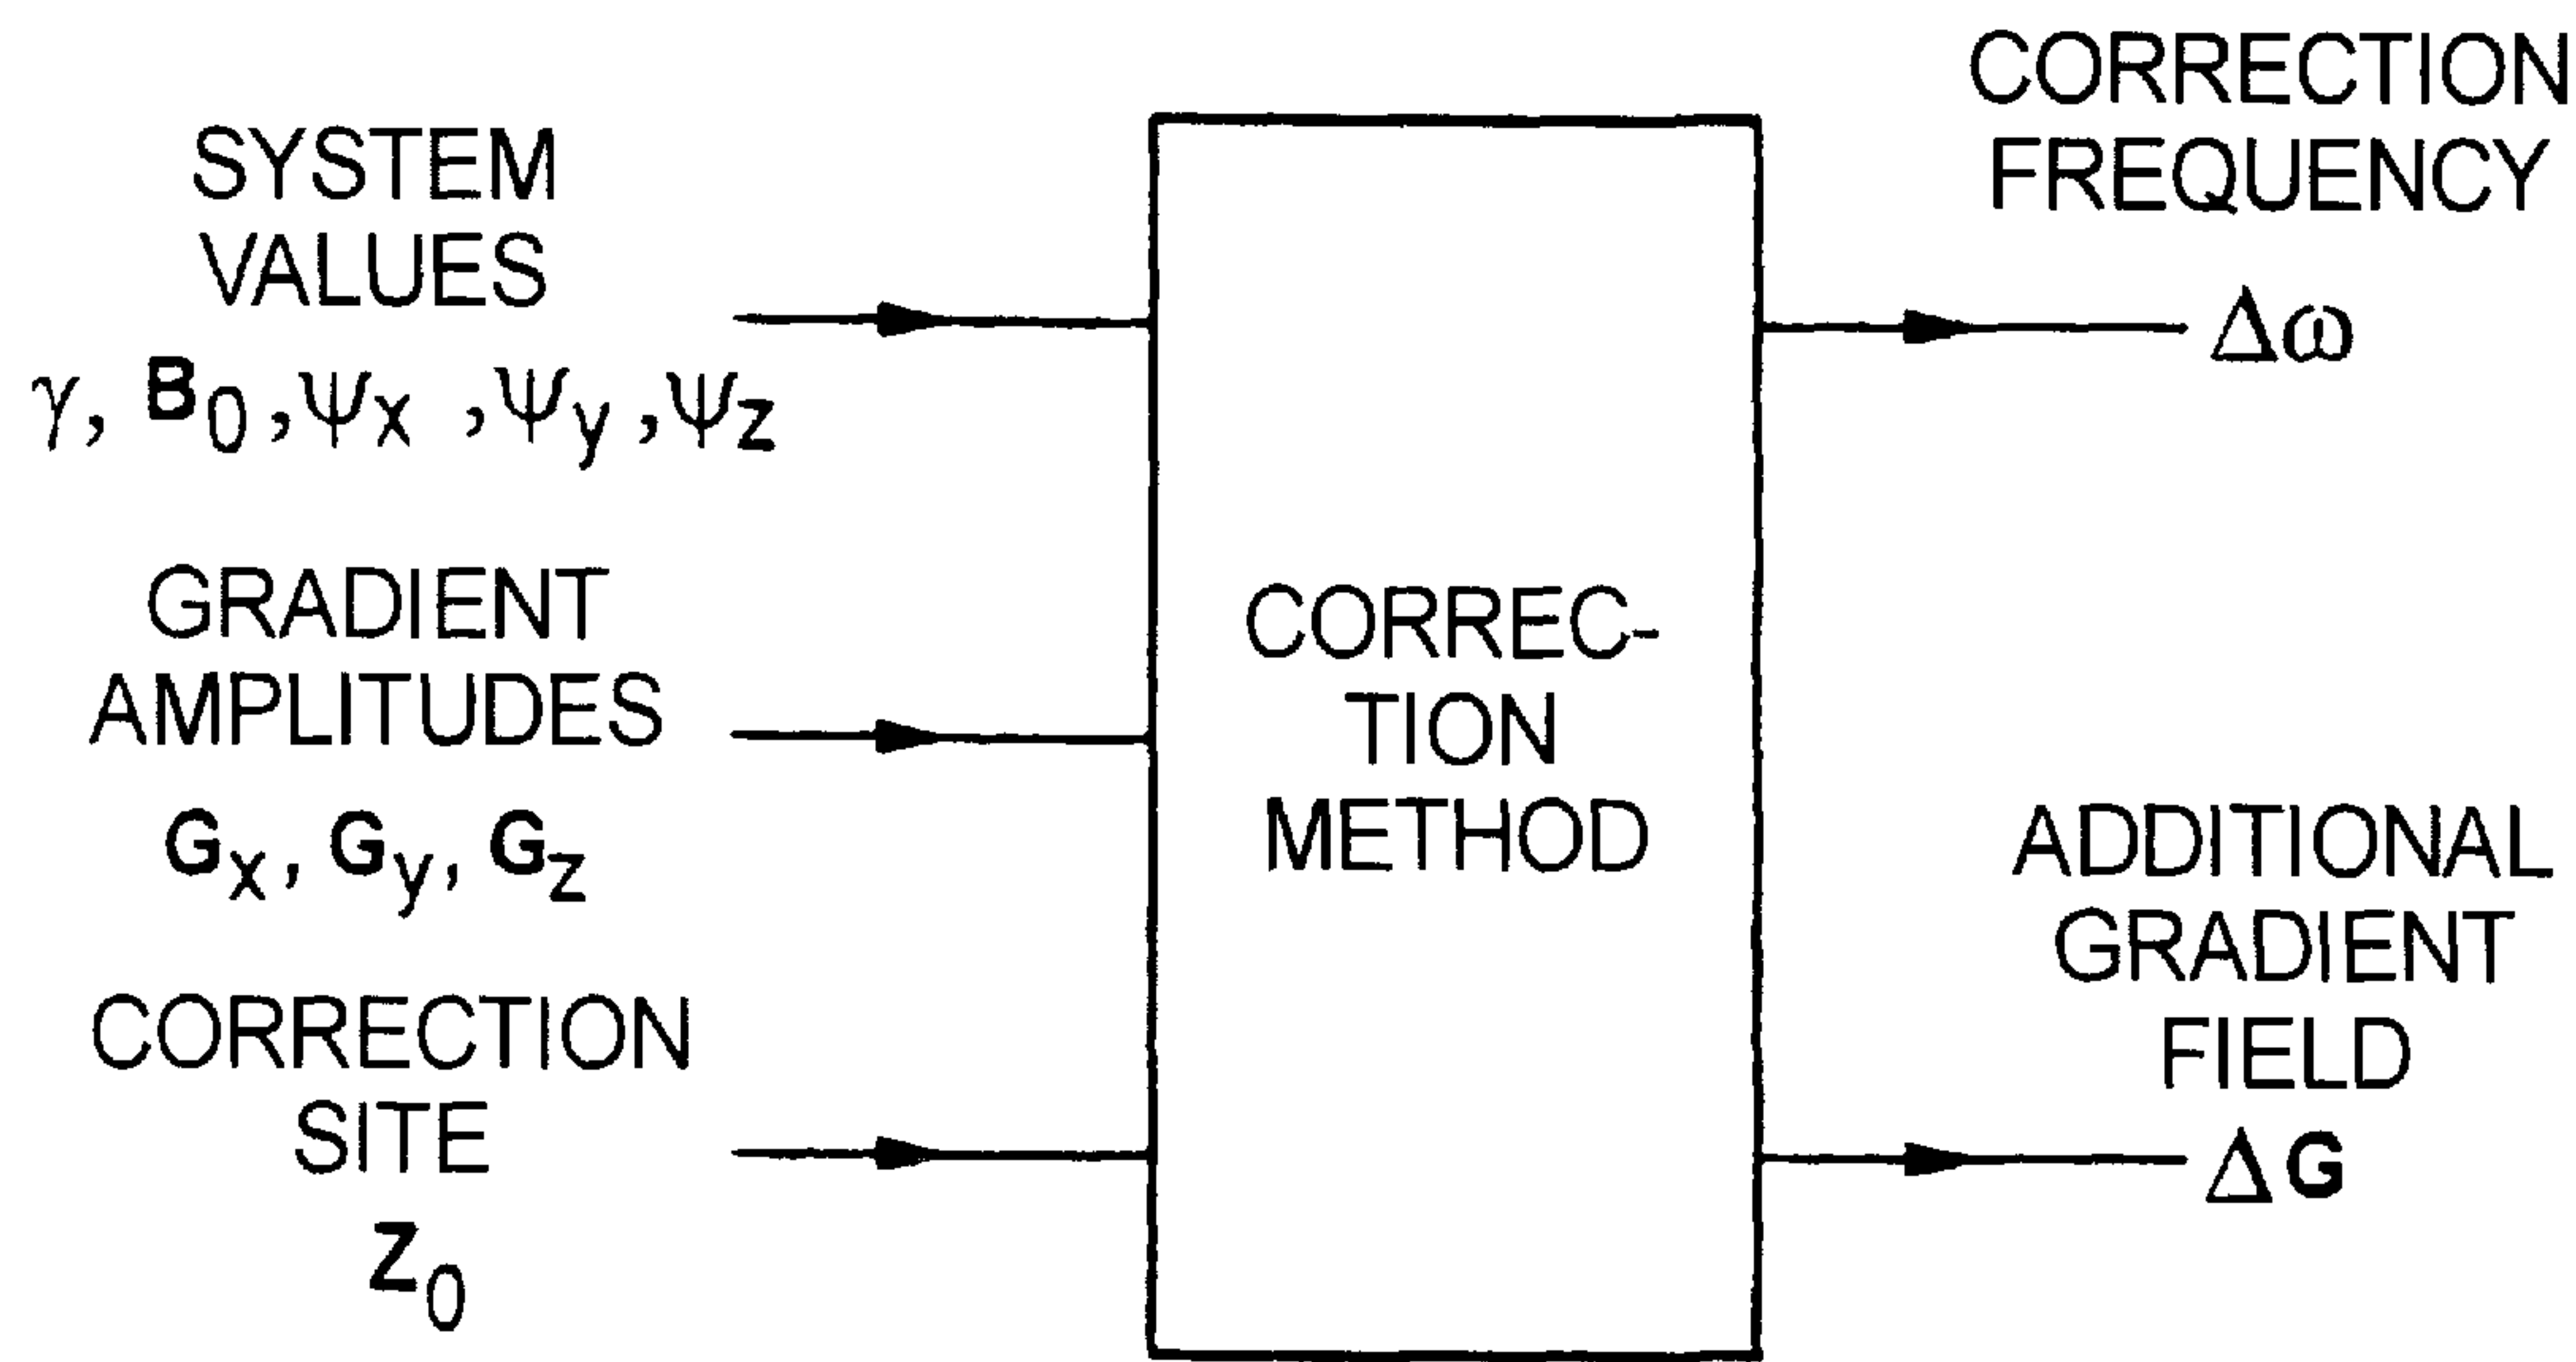 SYSTEM
VALUES
γ, B0, ψx, ψy, ψz
GRADIENT
AMPLITUDES
Gx, Gy, Gz
CORRECTION
SITE
Z0
CORREC-
TION
METHOD
CORRECTION
FREQUENCY
Δω
ADDITIONAL
GRADIENT
FIELD
ΔG